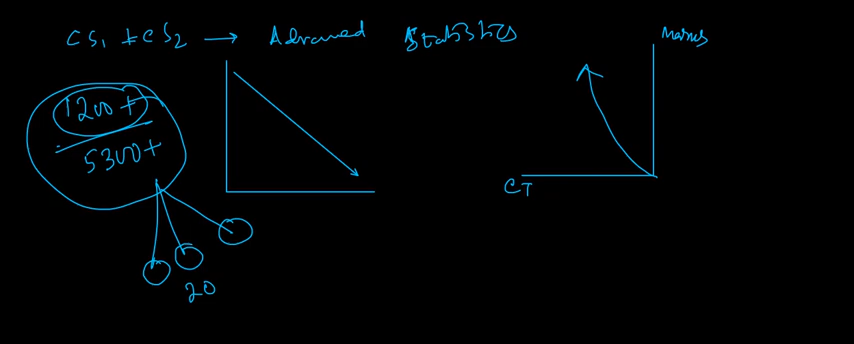 CS1 + CS2 → Advanced Statistics
Marks
1200+
5300+
CT
20